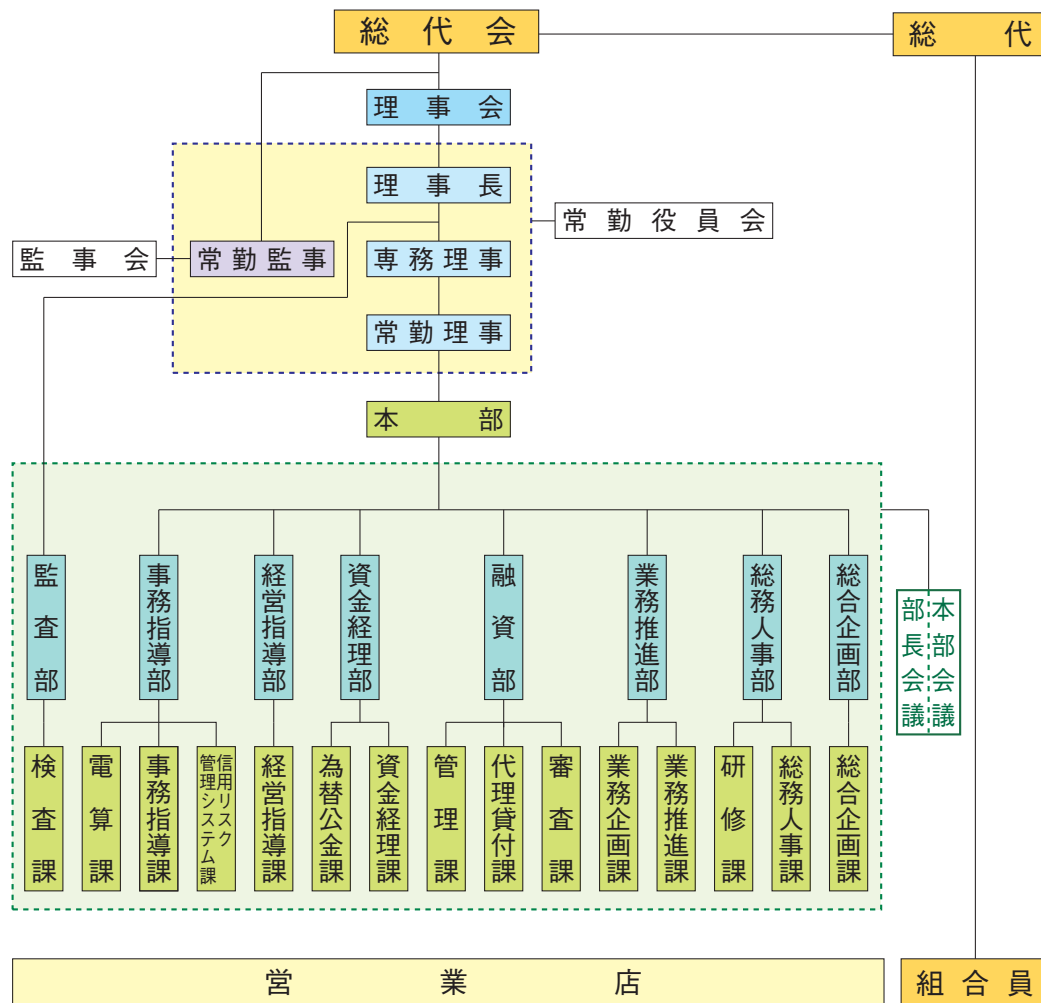 総代会
総代
理事会
理事長
常勤役員会
監事会
常勤監事
専務理事
常勤理事
本部
監査部
事務指導部
経営指導部
資金経理部
融資部
業務推進部
総務人事部
総合企画部
本部会議
部長会議
検査課
電算課
事務指導課
信用リスク
管理システム課
経営指導課
為替公金課
資金経理課
管理課
代理貸付課
審査課
業務企画課
業務推進課
研修課
総務人事課
総合企画課
営業店
組合員